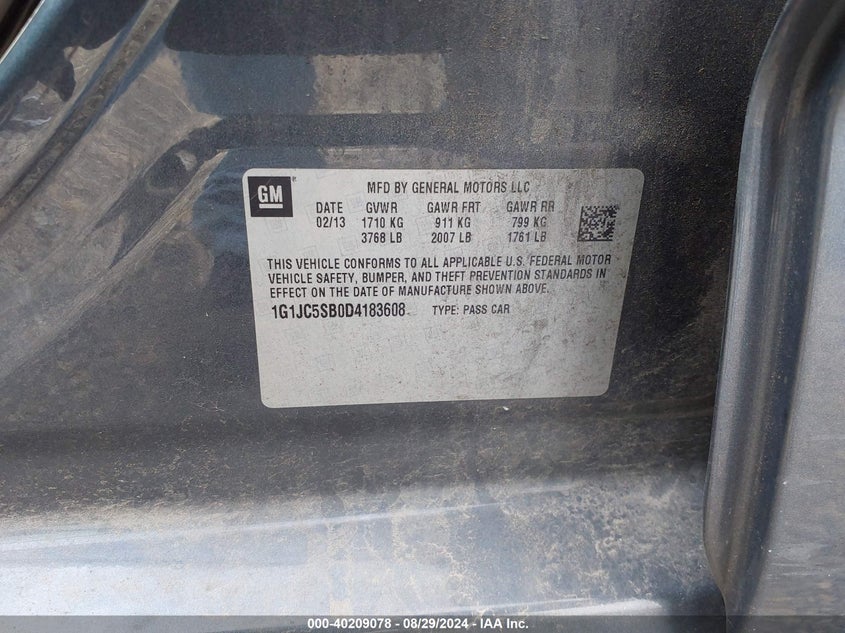 GM
MFD BY GENERAL MOTORS LLC
DATE GVWR GAWR FRT GAWR RR
02/13 1710 KG 911 KG 799 KG
3768 LB 2007 LB 1761 LB
THIS VEHICLE CONFORMS TO ALL APPLICABLE U.S. FEDERAL MOTOR
VEHICLE SAFETY, BUMPER, AND THEFT PREVENTION STANDARDS IN
EFFECT ON THE DATE OF MANUFACTURE SHOWN ABOVE.
1G1JC5SB0D4183608 TYPE: PASS CAR
000-40209078 - 08/29/2024 - IAA Inc.